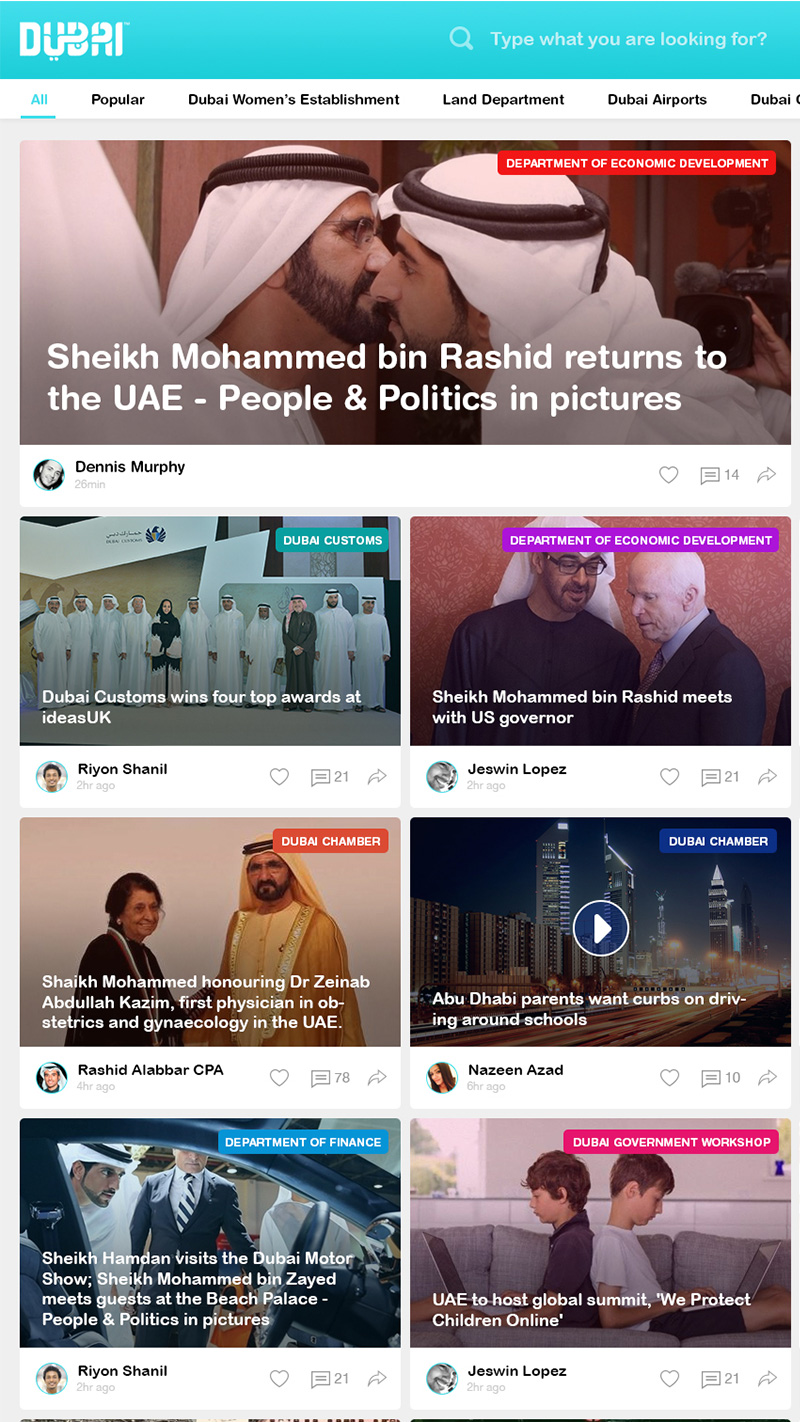 DUBAI™
Type what you are looking for?
All Popular Dubai Women's Establishment Land Department Dubai Airports Dubai
DEPARTMENT OF ECONOMIC DEVELOPMENT
Sheikh Mohammed bin Rashid returns to
the UAE - People & Politics in pictures
Dennis Murphy
26min
14
DUBAI CUSTOMS
جمارك دبي
DUBAI CUSTOMS
Dubai Customs wins four top awards at
ideasUK
Riyon Shanil
2hr ago
21
DEPARTMENT OF ECONOMIC DEVELOPMENT
Sheikh Mohammed bin Rashid meets
with US governor
Jeswin Lopez
2hr ago
21
DUBAI CHAMBER
Shaikh Mohammed honouring Dr Zeinab
Abdullah Kazim, first physician in ob-
stetrics and gynaecology in the UAE.
Rashid Alabbar CPA
4hr ago
78
DUBAI CHAMBER
Abu Dhabi parents want curbs on driv-
ing around schools
Nazeen Azad
6hr ago
10
DEPARTMENT OF FINANCE
Sheikh Hamdan visits the Dubai Motor
Show; Sheikh Mohammed bin Zayed
meets guests at the Beach Palace -
People & Politics in pictures
Riyon Shanil
2hr ago
21
DUBAI GOVERNMENT WORKSHOP
UAE to host global summit, 'We Protect
Children Online'
Jeswin Lopez
2hr ago
21